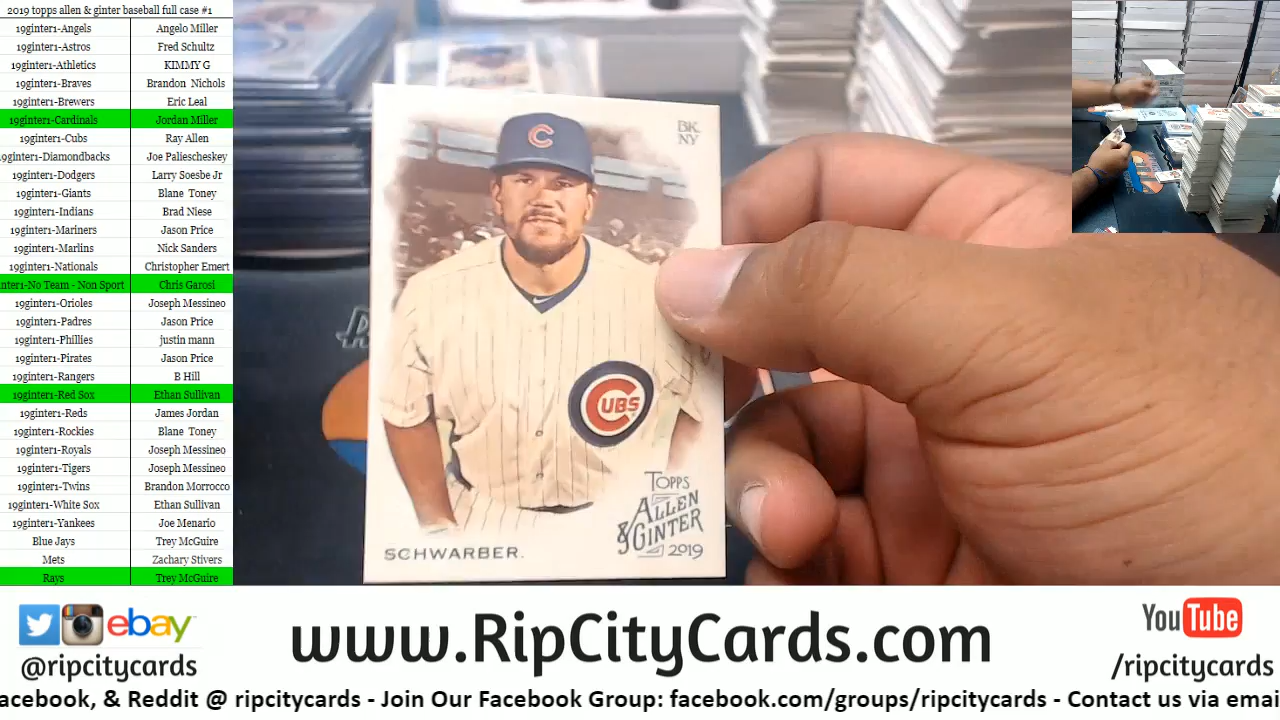 2019 topps allen & ginter baseball full case #1
19ginter1-Angels Angelo Miller
19ginter1-Astros Fred Schultz
19ginter1-Athletics KIMMY G
19ginter1-Braves Brandon Nichols
19ginter1-Brewers Eric Leal
19ginter1-Cardinals Jordan Miller
19ginter1-Cubs Ray Allen
19ginter1-Diamondbacks Joe Paliescheskey
19ginter1-Dodgers Larry Soesbe Jr
19ginter1-Giants Blane Toney
19ginter1-Indians Brad Niese
19ginter1-Mariners Jason Price
19ginter1-Marlins Nick Sanders
19ginter1-Nationals Christopher Emert
inter1-No Team - Non Sport Chris Garosi
19ginter1-Orioles Joseph Messineo
19ginter1-Padres Jason Price
19ginter1-Phillies justin mann
19ginter1-Pirates Jason Price
19ginter1-Rangers B Hill
19ginter1-Red Sox Ethan Sullivan
19ginter1-Reds James Jordan
19ginter1-Rockies Blane Toney
19ginter1-Royals Joseph Messineo
19ginter1-Tigers Joseph Messineo
19ginter1-Twins Brandon Morrocco
19ginter1-White Sox Ethan Sullivan
19ginter1-Yankees Joe Menario
Blue Jays Trey McGuire
Mets Zachary Stivers
Rays Trey McGuire
C
BK
NY
CUBS
TOPPS
ALLEN
& GINTER
2019
SCHWARBER.
ebay
@ripcitycards
www.RipCityCards.com
YouTube
/ripcitycards
acebook, & Reddit @ ripcitycards - Join Our Facebook Group: facebook.com/groups/ripcitycards - Contact us via emai